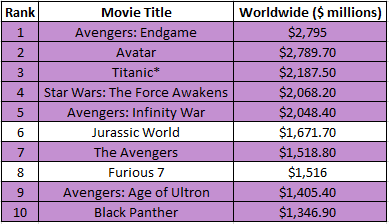 Rank Movie Title Worldwide ($ millions)
1 Avengers: Endgame $2,795
2 Avatar $2,789.70
3 Titanic* $2,187.50
4 Star Wars: The Force Awakens $2,068.20
5 Avengers: Infinity War $2,048.40
6 Jurassic World $1,671.70
7 The Avengers $1,518.80
8 Furious 7 $1,516
9 Avengers: Age of Ultron $1,405.40
10 Black Panther $1,346.90